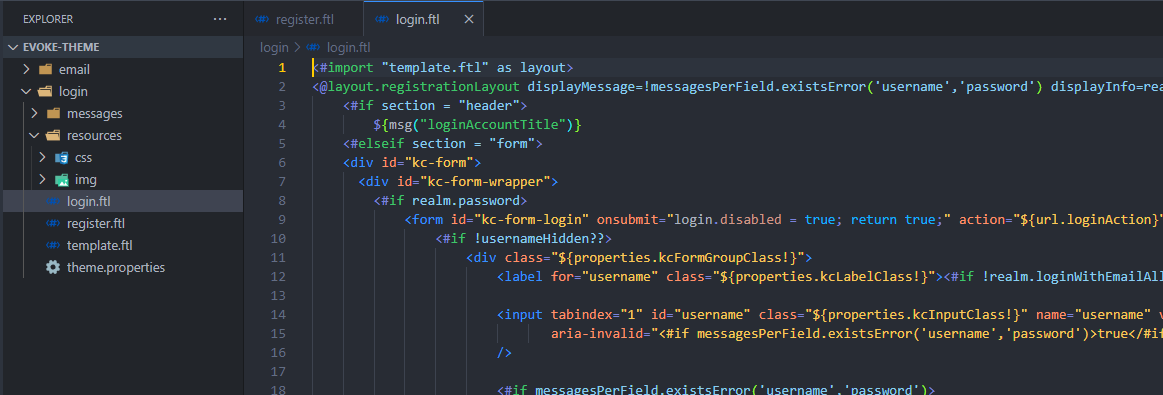 EXPLORER ...
EVOKE-THEME
email
login
messages
resources
css
img
login.ftl
register.ftl
template.ftl
theme.properties
register.ftl login.ftl
login > login.ftl
1 <#import "template.ftl" as layout>
2 <@layout.registrationLayout displayMessage=!messagesPerField.existsError('username','password') displayInfo=rea
3 <#if section = "header">
4 ${msg("loginAccountTitle")}
5 <#elseif section = "form">
6 <div id="kc-form">
7 <div id="kc-form-wrapper">
8 <#if realm.password>
9 <form id="kc-form-login" onsubmit="login.disabled = true; return true;" action="${url.loginAction}"
10 <#if !usernameHidden??>
11 <div class="${properties.kcFormGroupClass!}">
12 <label for="username" class="${properties.kcLabelClass!}"><#if !realm.loginWithEmailAll
13
14 <input tabindex="1" id="username" class="${properties.kcInputClass!}" name="username" v
15 aria-invalid="<#if messagesPerField.existsError('username','password')>true</#if
16 />
17
18 <#if messagesPerField.existsError('username','password')>